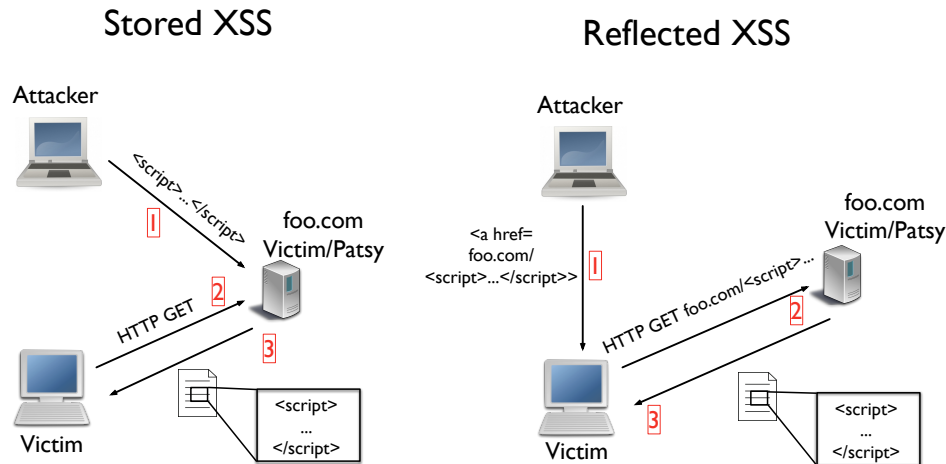 Stored XSS
Attacker
<script>...</script>
1
foo.com
Victim/Patsy
2
HTTP GET
3
Victim
<script>
...
</script>
Reflected XSS
Attacker
<a href=
foo.com/
<script>...</script>>
1
foo.com
Victim/Patsy
HTTP GET foo.com/<script>...
2
3
Victim
<script>
...
</script>